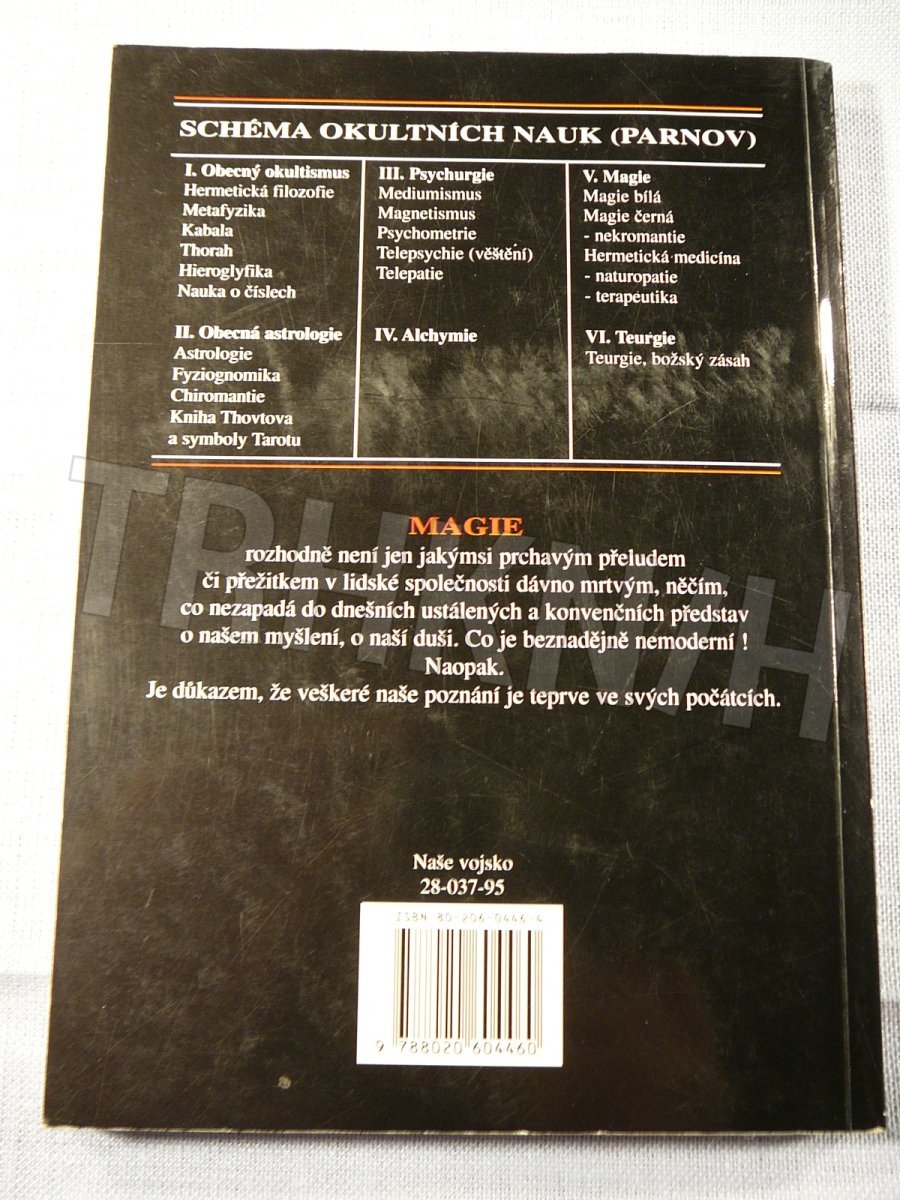 SCHÉMA OKULTNÍCH NAUK (PARNOV)
I. Obecný okultismus
Hermetická filozofie
Metafyzika
Kabala
Thorah
Hieroglyfika
Nauka o číslech
II. Obecná astrologie
Astrologie
Fyziognomika
Chiromantie
Kniha Thovtova
a symboly Tarotu
III. Psychurgie
Mediumismus
Magnetismus
Psychometrie
Telepsychie (věštění)
Telepatie
IV. Alchymie
V. Magie
Magie bílá
Magie černá
- nekromantie
Hermetická medicína
- naturopatie
- terapeutika
VI. Teurgie
Teurgie, božský zásah
MAGIE
rozhodně není jen jakýmsi prchavým přeludem
či přežitkem v lidské společnosti dávno mrtvým, něčím,
co nezapadá do dnešních ustálených a konvenčních představ
o našem myšlení, o naší duši. Co je beznadějně nemoderní !
Naopak.
Je důkazem, že veškeré naše poznání je teprve ve svých počátcích.
Naše vojsko
28-037-95
ISBN 80-206-0446-4
9 788020 604460